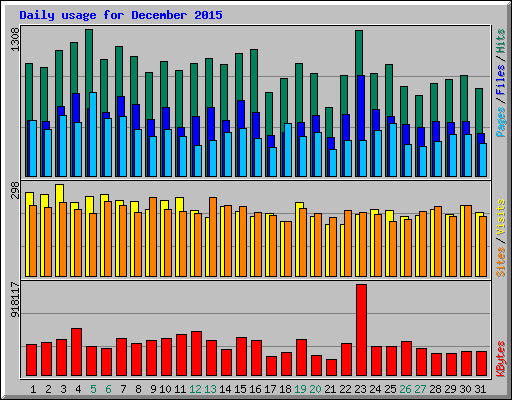 Daily usage for December 2015
1308
Pages / Files / Hits
298
Sites / Visits
918117
KBytes
1 2 3 4 5 6 7 8 9 10 11 12 13 14 15 16 17 18 19 20 21 22 23 24 25 26 27 28 29 30 31